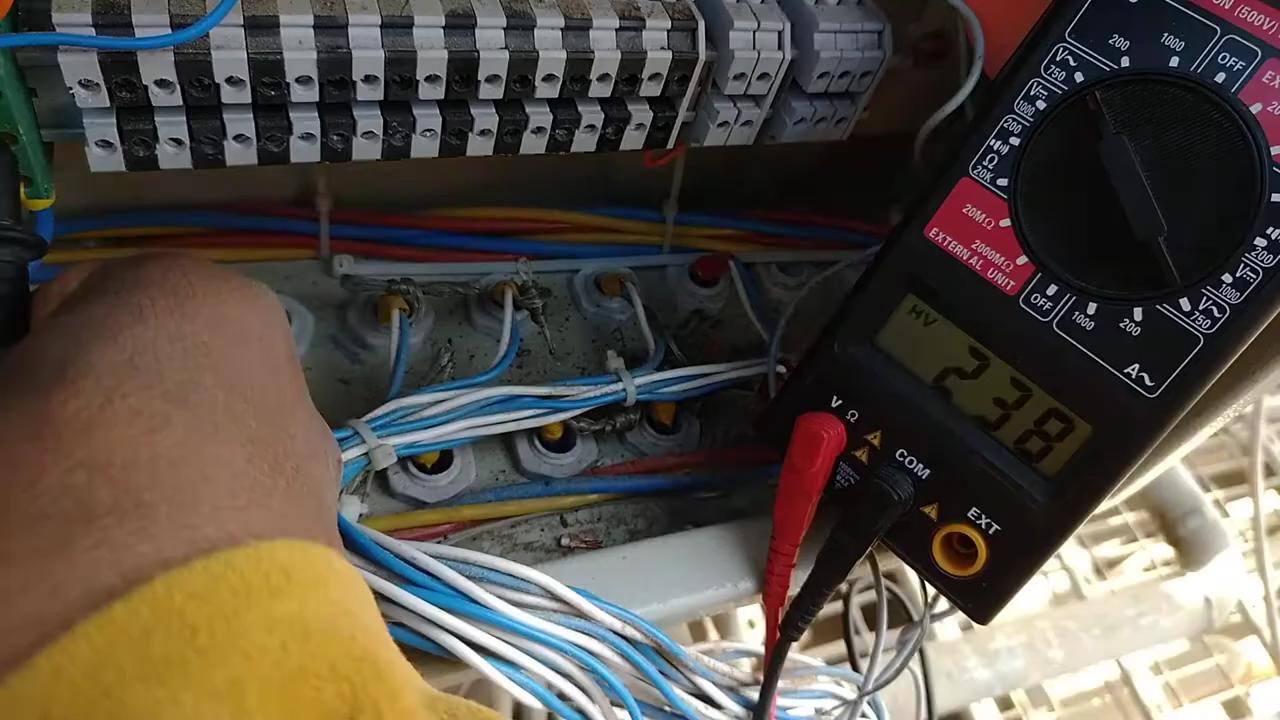 ON (500V)
200
1000
OFF
V~
750
V⎓
1000
200
Ω
20K
20MΩ
2000MΩ
EXTERNAL UNIT
OFF
1000
200
A~
200
V⎓
1000
V~
750
HV
238
V Ω
COM
EXT